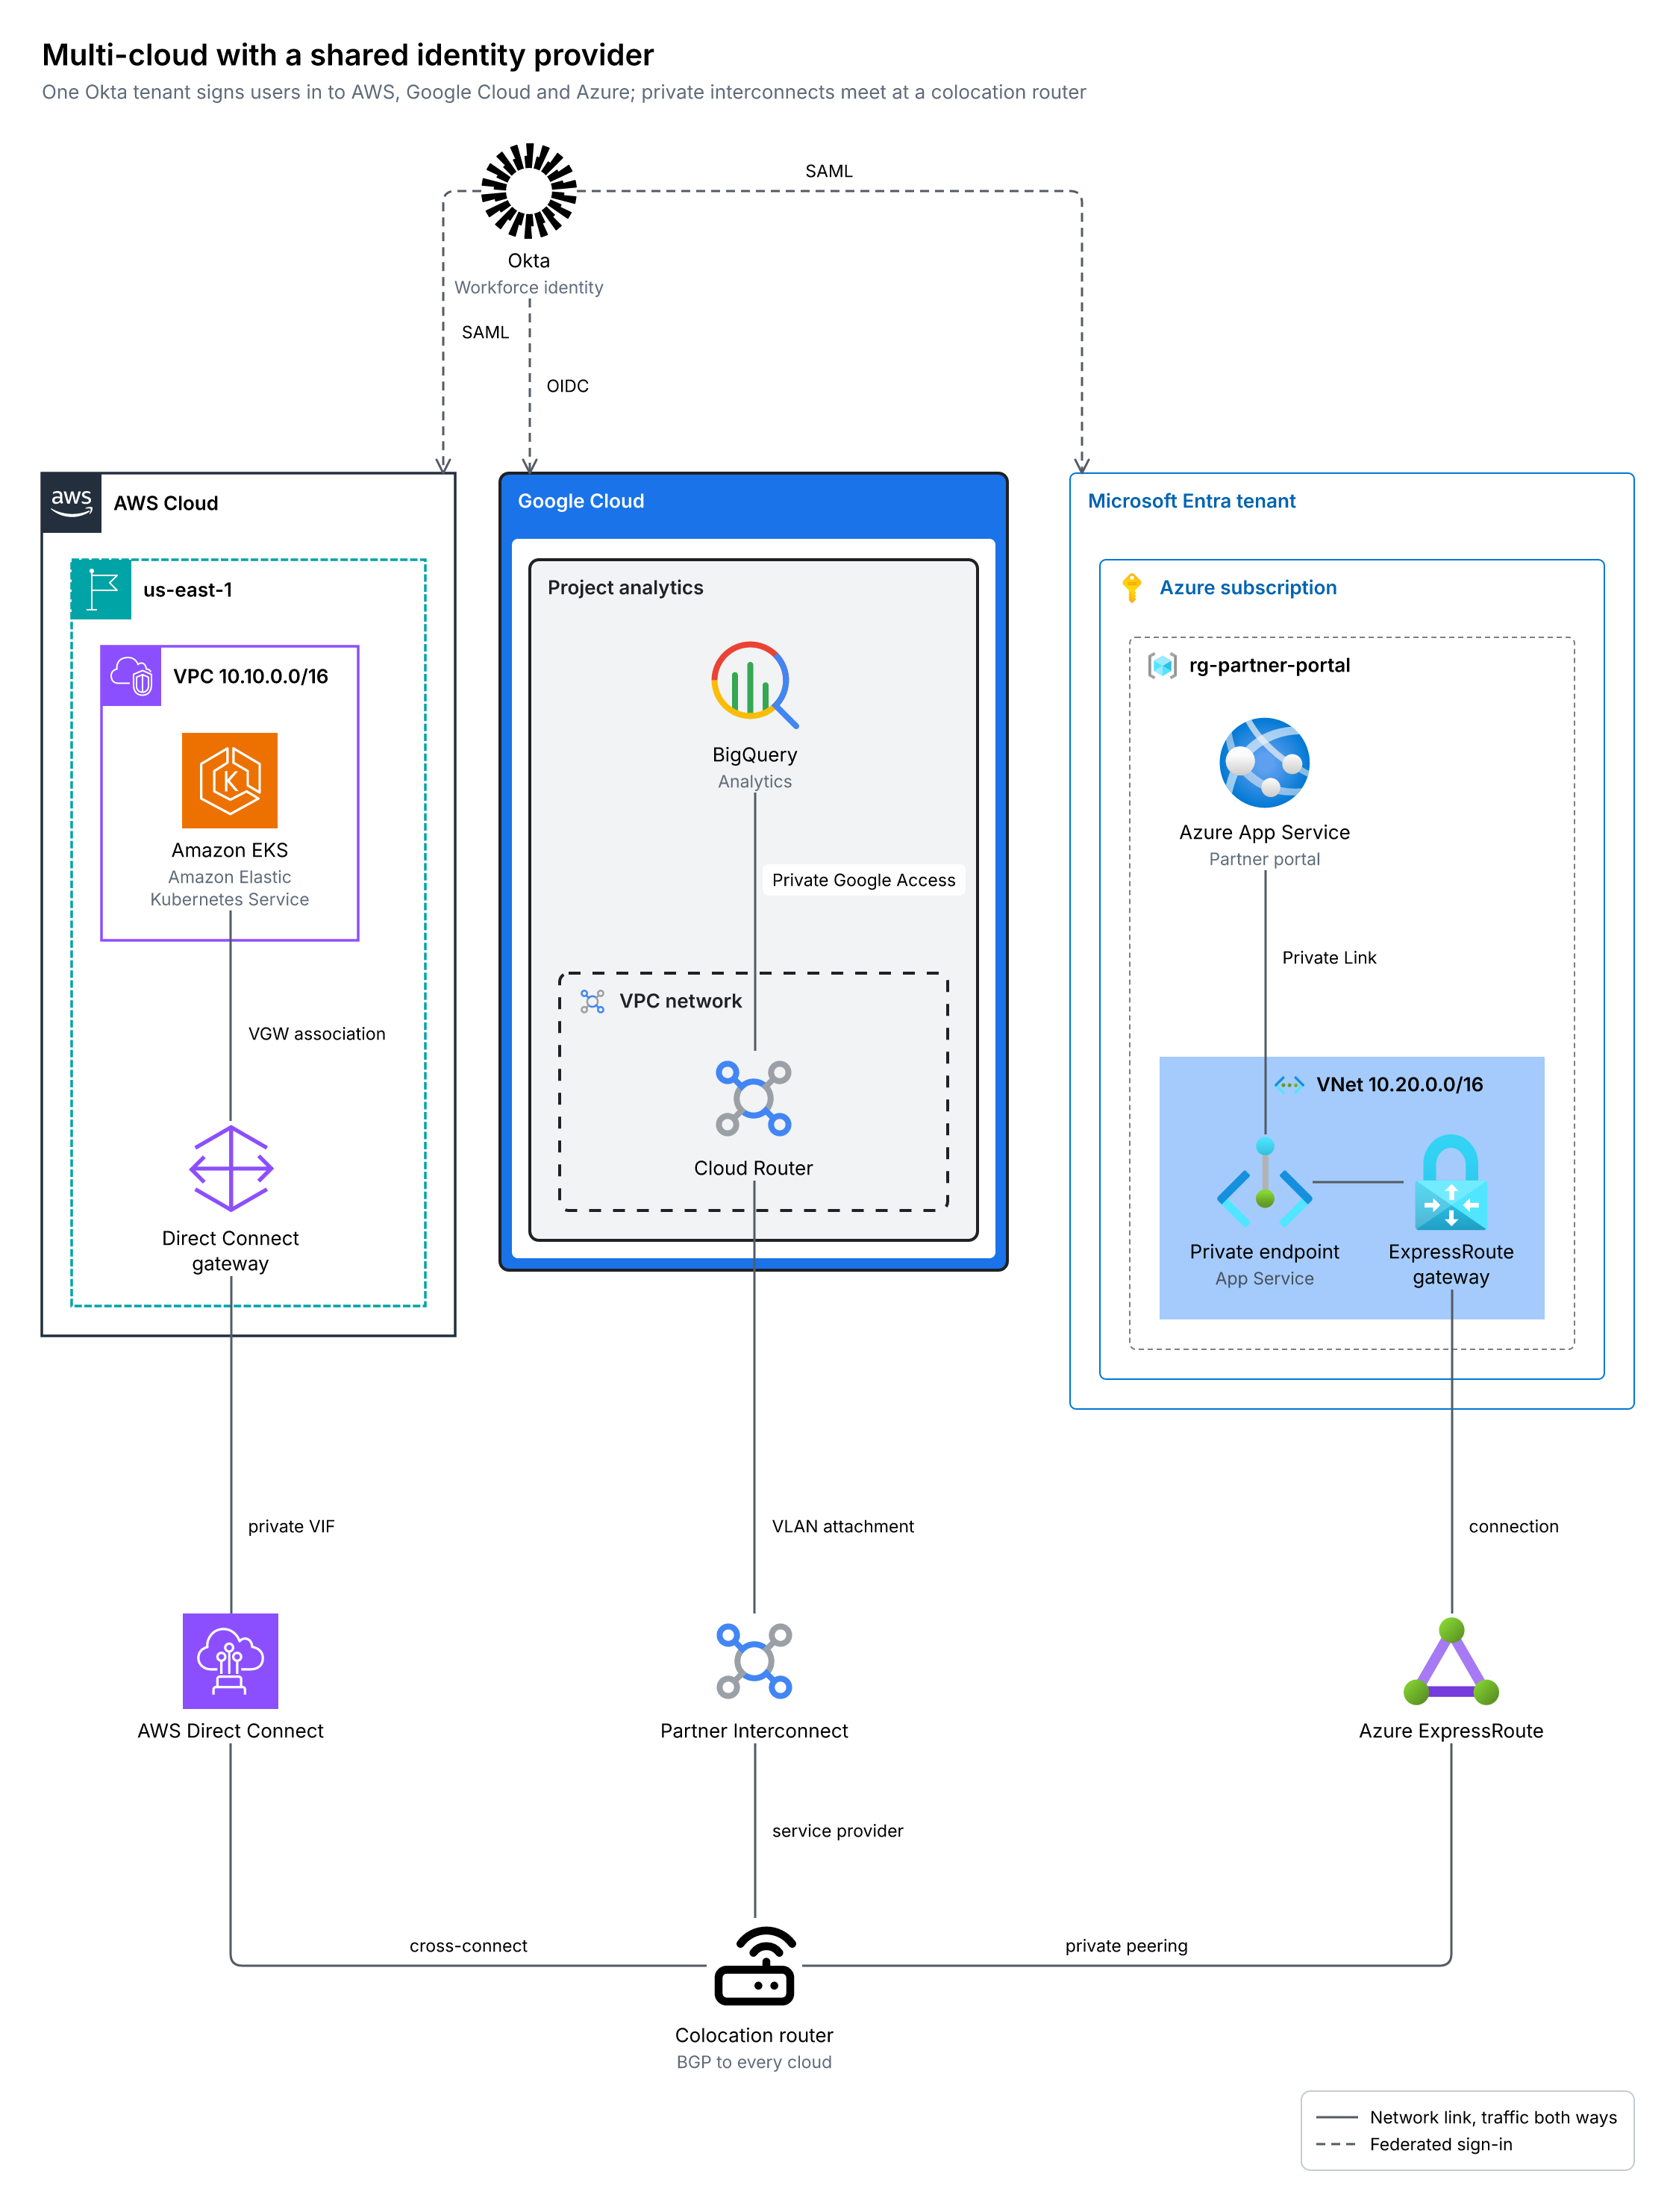 Multi-cloud with a shared identity provider
One Okta tenant signs users in to AWS, Google Cloud and Azure; private interconnects meet at a colocation router
SAML
Okta
Workforce identity
SAML
OIDC
aws
AWS Cloud
us-east-1
VPC 10.10.0.0/16
K
Amazon EKS
Amazon Elastic
Kubernetes Service
VGW association
Direct Connect
gateway
Google Cloud
Project analytics
BigQuery
Analytics
Private Google Access
VPC network
Cloud Router
Microsoft Entra tenant
Azure subscription
rg-partner-portal
Azure App Service
Partner portal
Private Link
VNet 10.20.0.0/16
Private endpoint
App Service
ExpressRoute
gateway
private VIF
VLAN attachment
connection
AWS Direct Connect
Partner Interconnect
Azure ExpressRoute
service provider
cross-connect
private peering
Colocation router
BGP to every cloud
Network link, traffic both ways
Federated sign-in